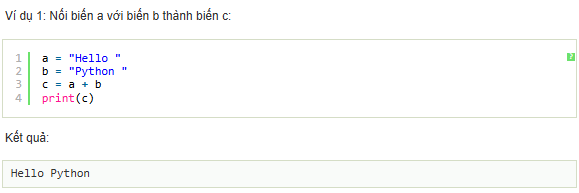 Ví dụ 1: Nối biến a với biến b thành biến c:
1 a = "Hello "
2 b = "Python "
3 c = a + b
4 print(c)
?
Kết quả:
Hello Python